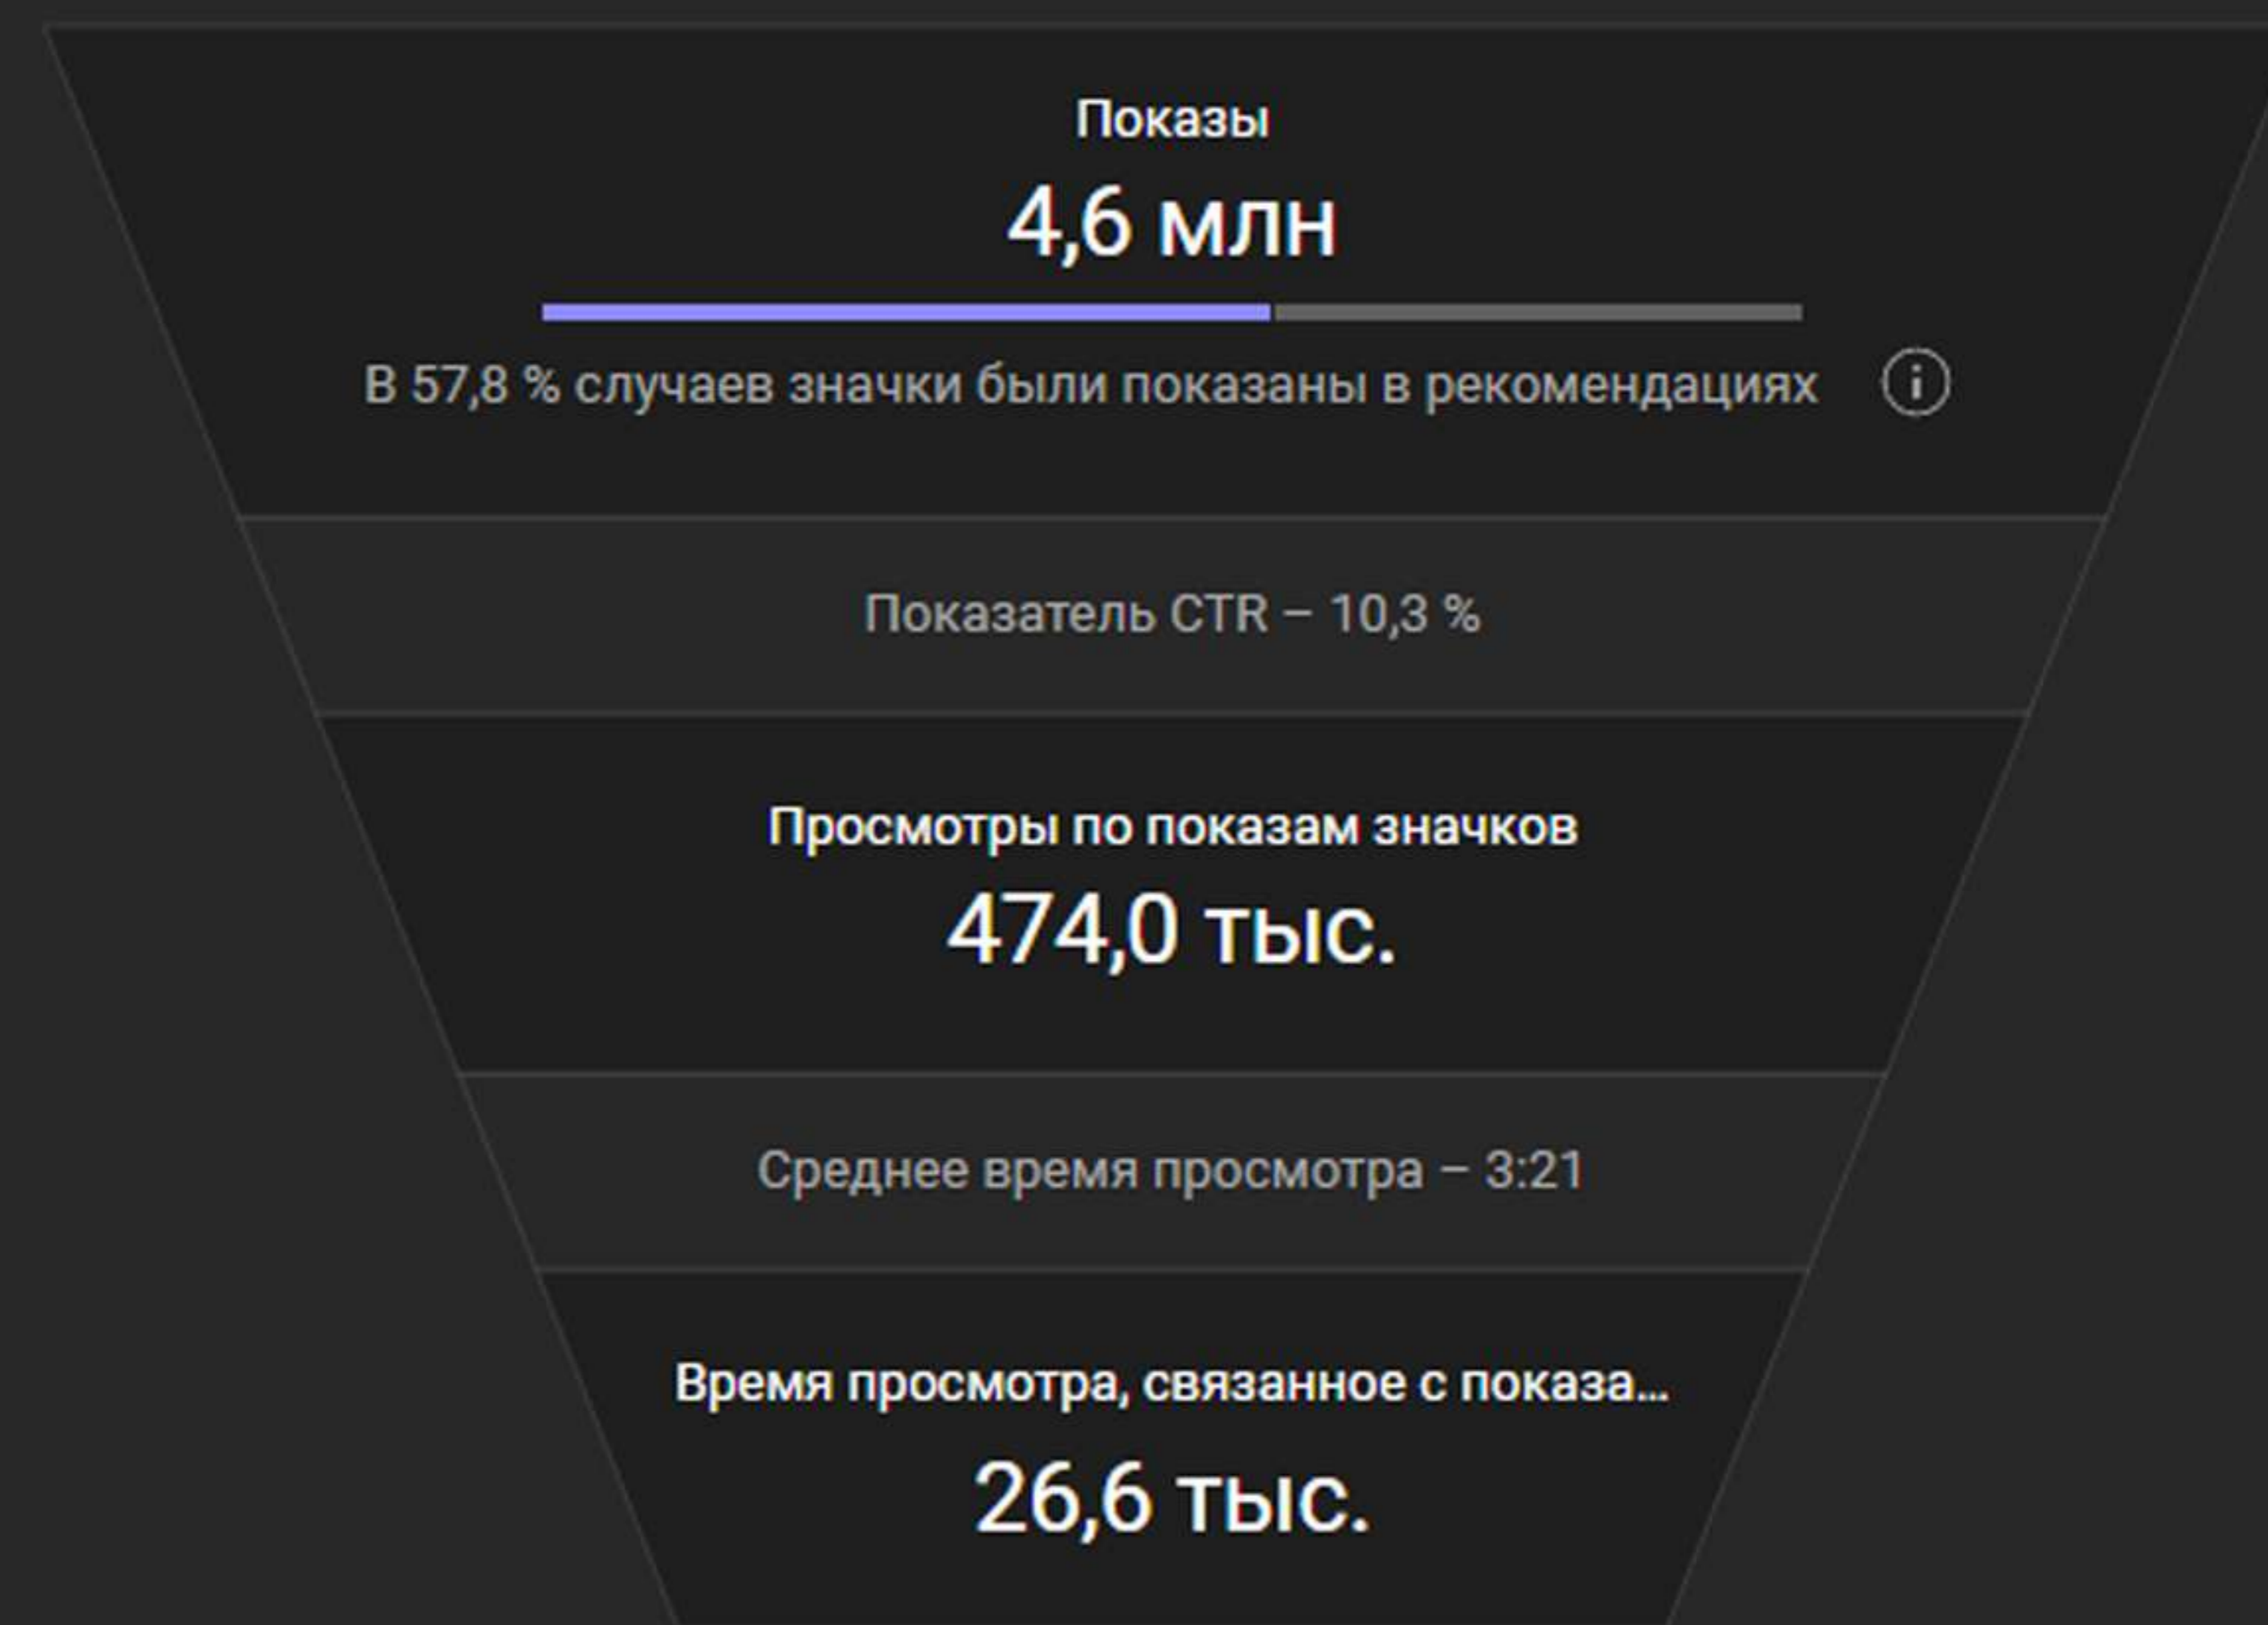 Показы
4,6 млн
В 57,8 % случаев значки были показаны в рекомендациях
Показатель CTR – 10,3 %
Просмотры по показам значков
474,0 тыс.
Среднее время просмотра – 3:21
Время просмотра, связанное с показа...
26,6 тыс.